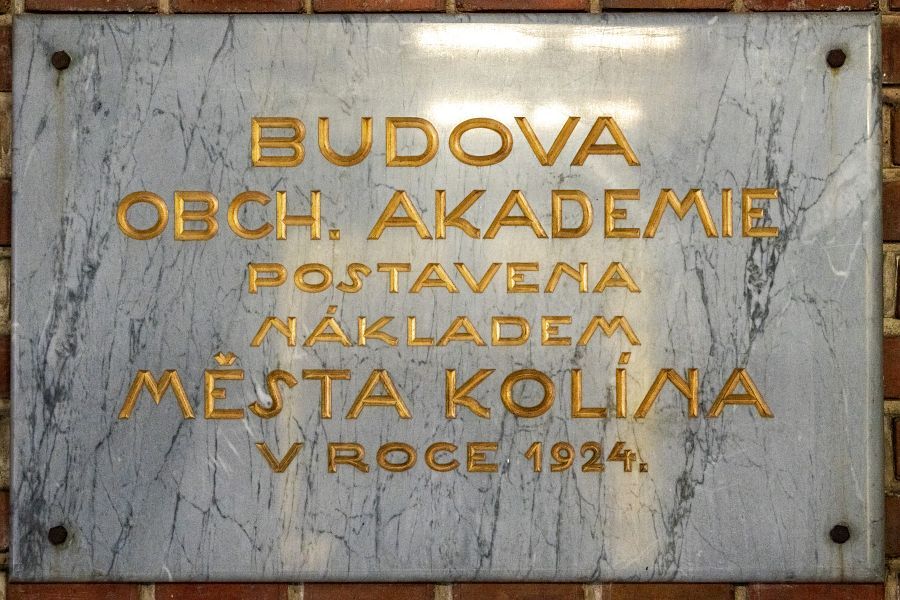 BUDOVA
OBCH. AKADEMIE
POSTAVENA
NÁKLADEM
MĚSTA KOLÍNA
V ROCE 1924.